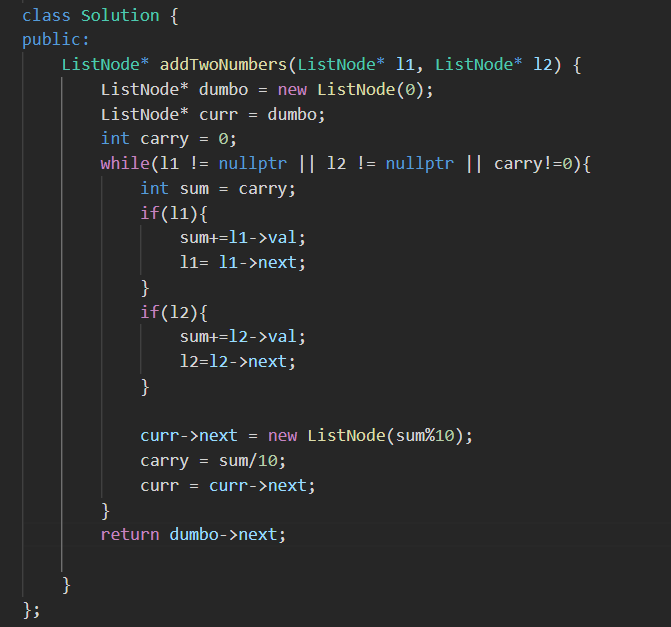 class Solution {
public:
    ListNode* addTwoNumbers(ListNode* l1, ListNode* l2) {
        ListNode* dumbo = new ListNode(0);
        ListNode* curr = dumbo;
        int carry = 0;
        while(l1 != nullptr || l2 != nullptr || carry!=0){
            int sum = carry;
            if(l1){
                sum+=l1->val;
                l1= l1->next;
            }
            if(l2){
                sum+=l2->val;
                l2=l2->next;
            }

            curr->next = new ListNode(sum%10);
            carry = sum/10;
            curr = curr->next;
        }
        return dumbo->next;

    }
};